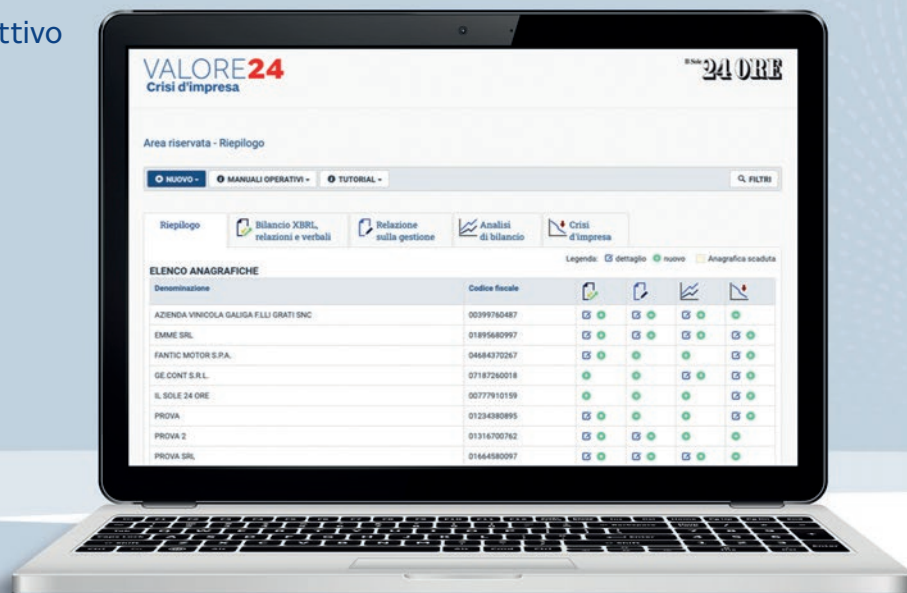 ttivo
VALORE24
Crisi d'impresa
Il Sole 24 ORE
Area riservata - Riepilogo
NUOVO
MANUALI OPERATIVI
TUTORIAL
FILTRI
Riepilogo
Bilancio XBRL,
relazioni e verbali
Relazione
sulla gestione
Analisi
di bilancio
Crisi
d'impresa
Legenda: dettaglio nuovo Anagrafica scaduta
ELENCO ANAGRAFICHE
Denominazione Codice fiscale
AZIENDA VINICOLA GALIGA F.LLI GRATI SNC 00399760487
EMME SRL 01895680997
FANTIC MOTOR S.P.A. 04684370267
GE.CONT S.R.L. 07187260018
IL SOLE 24 ORE 00777910159
PROVA 01234380895
PROVA 2 01316700762
PROVA SRL 01664580097